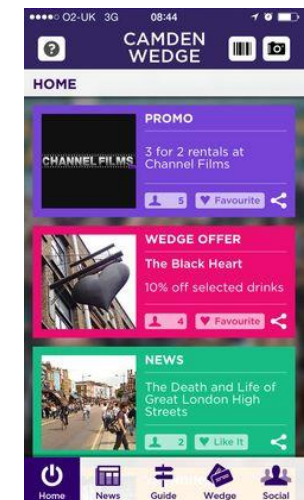 O2-UK 3G 08:44
CAMDEN
WEDGE
HOME
PROMO
3 for 2 rentals at
Channel Films
CHANNEL FILMS
5 Favourite
WEDGE OFFER
The Black Heart
10% off selected drinks
4 Favourite
NEWS
The Death and Life of
Great London High
Streets
2 Like It
Home News Guide Wedge Social